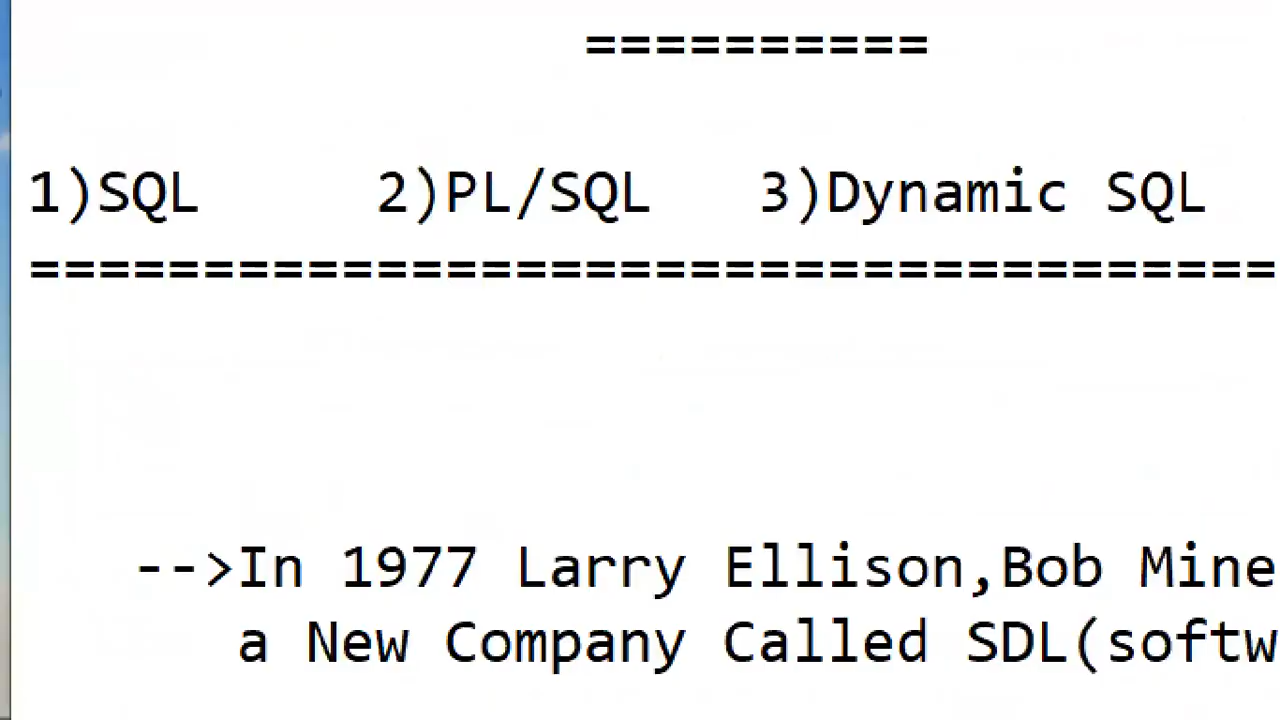 ==========
1)SQL 2)PL/SQL 3)Dynamic SQL
====================================
-->In 1977 Larry Ellison,Bob Mine
a New Company Called SDL(softw